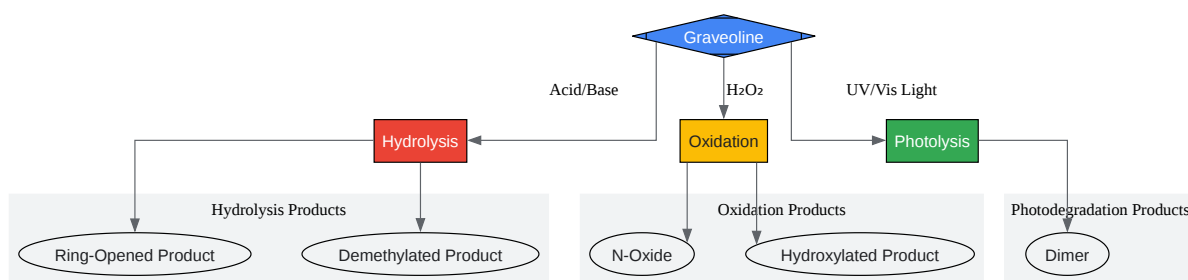 Graveoline
Acid/Base
H₂O₂
UV/Vis Light
Hydrolysis
Oxidation
Photolysis
Hydrolysis Products
Oxidation Products
Photodegradation Products
Ring-Opened Product
Demethylated Product
N-Oxide
Hydroxylated Product
Dimer